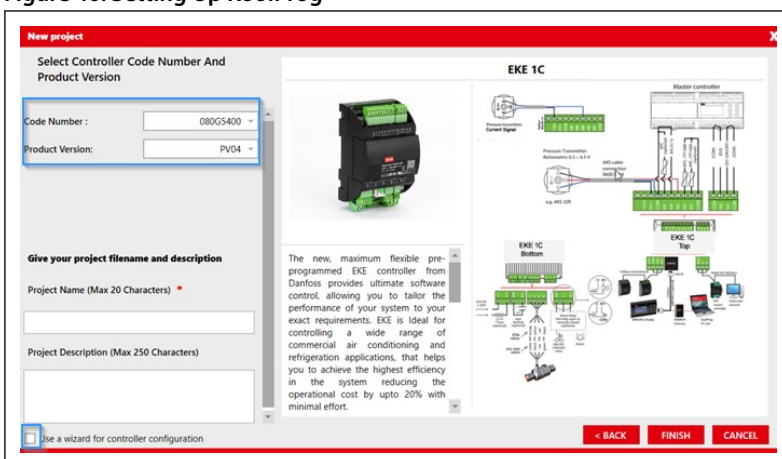 New project
X
Select Controller Code Number And
Product Version
Code Number :
080G5400
Product Version:
PV04
Give your project filename and description
Project Name (Max 20 Characters) *
Project Description (Max 250 Characters)
Use a wizard for controller configuration
EKE 1C
The new, maximum flexible pre-
programmed EKE controller from
Danfoss provides ultimate software
control, allowing you to tailor the
performance of your system to your
exact requirements. EKE is Ideal for
controlling a wide range of
commercial air conditioning and
refrigeration applications, that helps
you to achieve the highest efficiency
in the system reducing the
operational cost by upto 20% with
minimal effort.
Master controller
Pressure transmitter
Current Signal
Pressure Transmitter
Ratiometric 0.5 – 4.5 V
AKS cable
connection
e.g. AKS 32R
EKE 1C
Bottom
EKE 1C
Top
< BACK
FINISH
CANCEL